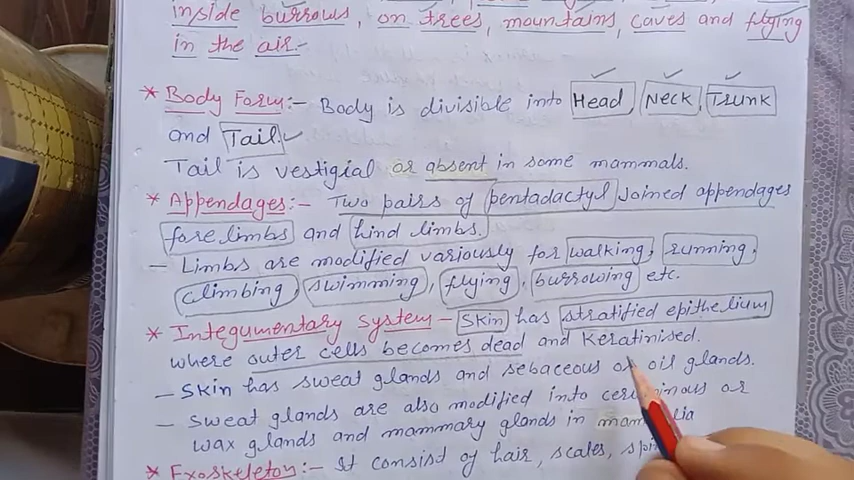 inside burrows, on trees, mountains, caves and flying
in the air.-
* Body Form:- Body is divisible into Head, Neck, Trunk
and Tail.
Tail is vestigial or absent in some mammals.
* Appendages:- Two pairs of pentadactyl Joined appendages
fore limbs and hind limbs.
- Limbs are modified variously for walking, running,
climbing, swimming, flying, burrowing etc.
* Integumentary System - Skin has stratified epithelium
where outer cells becomes dead and Keratinised.
- Skin has sweat glands and sebaceous or oil glands.
- Sweat glands are also modified into or
wax glands and mammary glands in
* Exoskeleton:- It consist of hair, scales,